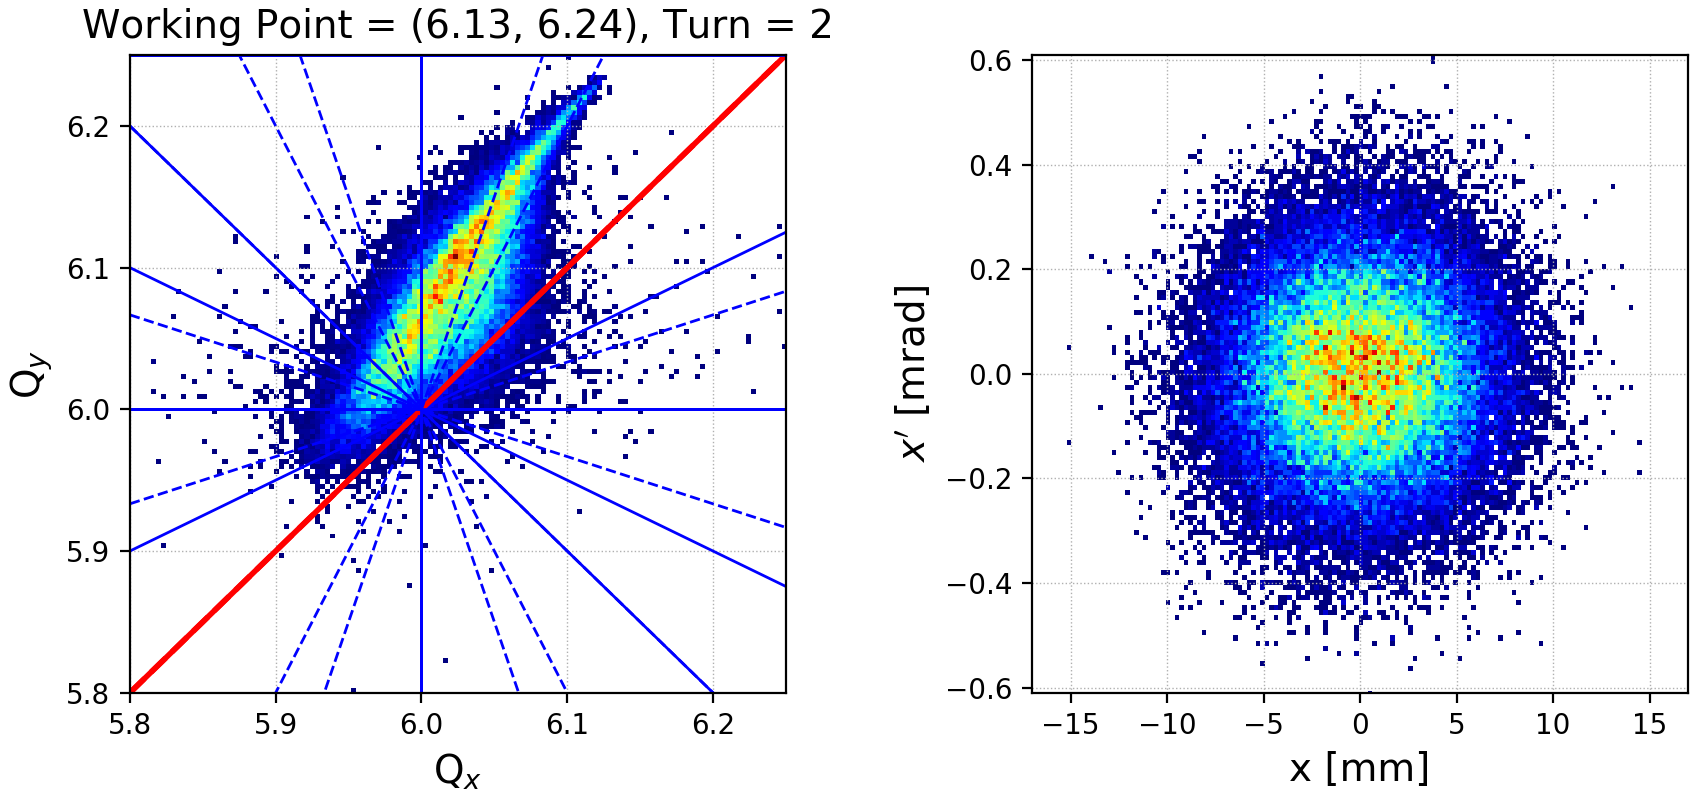 Working Point = (6.13, 6.24), Turn = 2
6.2
6.1
6.0
5.9
5.8
Qy
5.8 5.9 6.0 6.1 6.2
Qx
0.6
0.4
0.2
0.0
−0.2
−0.4
−0.6
x′ [mrad]
−15 −10 −5 0 5 10 15
x [mm]